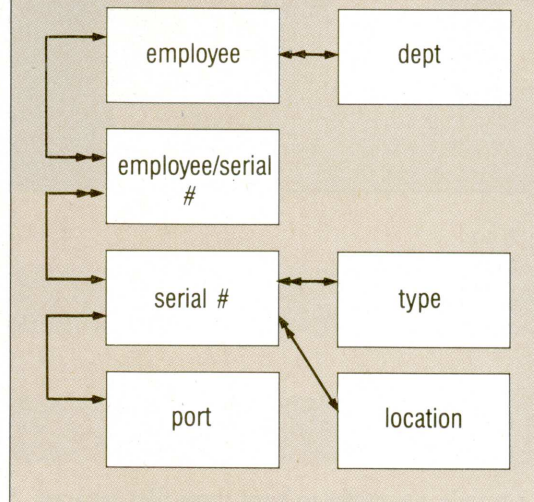 employee
dept
employee/serial
#
serial #
type
port
location